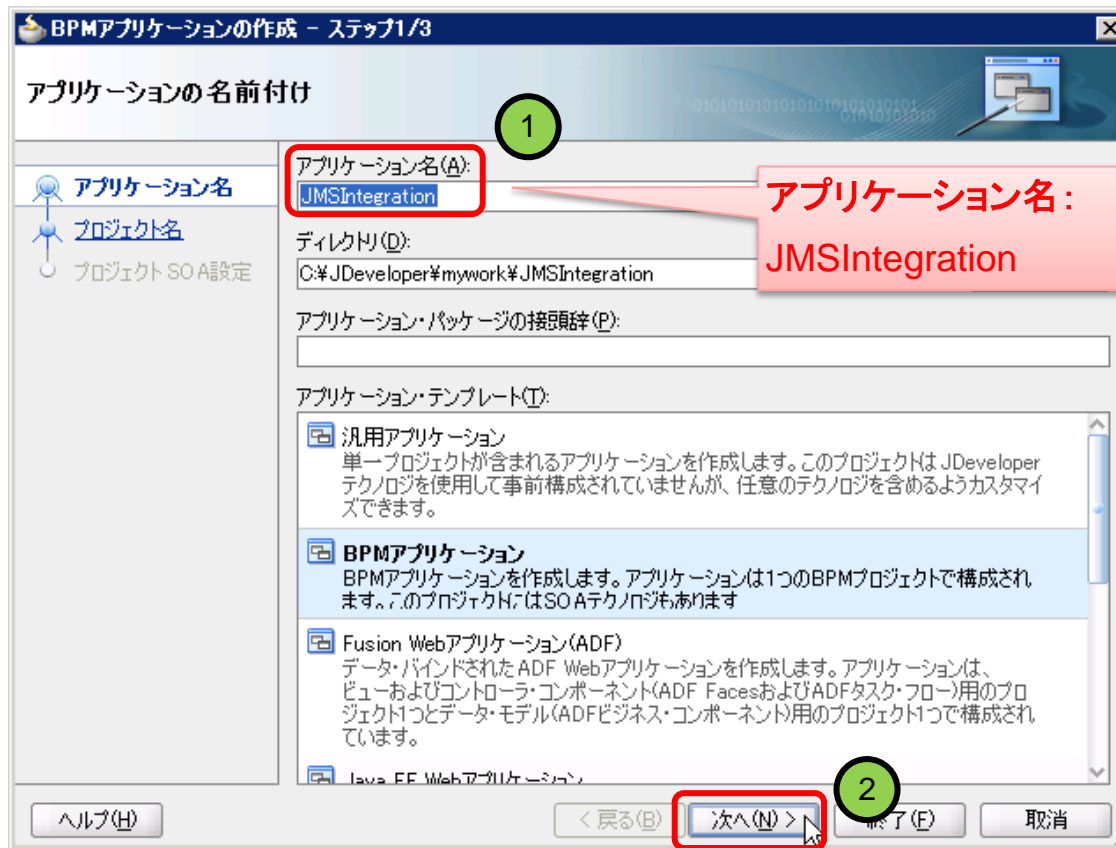 BPMアプリケーションの作成 - ステップ1/3
アプリケーションの名前付け
アプリケーション名
プロジェクト名
プロジェクト SOA設定
1
アプリケーション名(A):
JMSIntegration
アプリケーション名:
JMSIntegration
ディレクトリ(D):
C:¥JDeveloper¥mywork¥JMSIntegration
アプリケーション・パッケージの接頭辞(P):
アプリケーション・テンプレート(T):
汎用アプリケーション
単一プロジェクトが含まれるアプリケーションを作成します。このプロジェクトは JDeveloper
テクノロジを使用して事前構成されていませんが、任意のテクノロジを含めるようカスタマイ
ズできます。
BPMアプリケーション
BPMアプリケーションを作成します。アプリケーションは1つのBPMプロジェクトで構成され
ます。このプロジェクトにはSOAテクノロジもあります
Fusion Webアプリケーション(ADF)
データ・バインドされた ADF Webアプリケーションを作成します。アプリケーションは、
ビューおよびコントローラ・コンポーネント(ADF FacesおよびADFタスク・フロー)用のプロ
ジェクト1つとデータ・モデル(ADFビジネス・コンポーネント)用のプロジェクト1つで構成され
ています。
Java EE Webアプリケーション
2
ヘルプ(H)
< 戻る(B)
次へ(N) >
終了(F)
取消